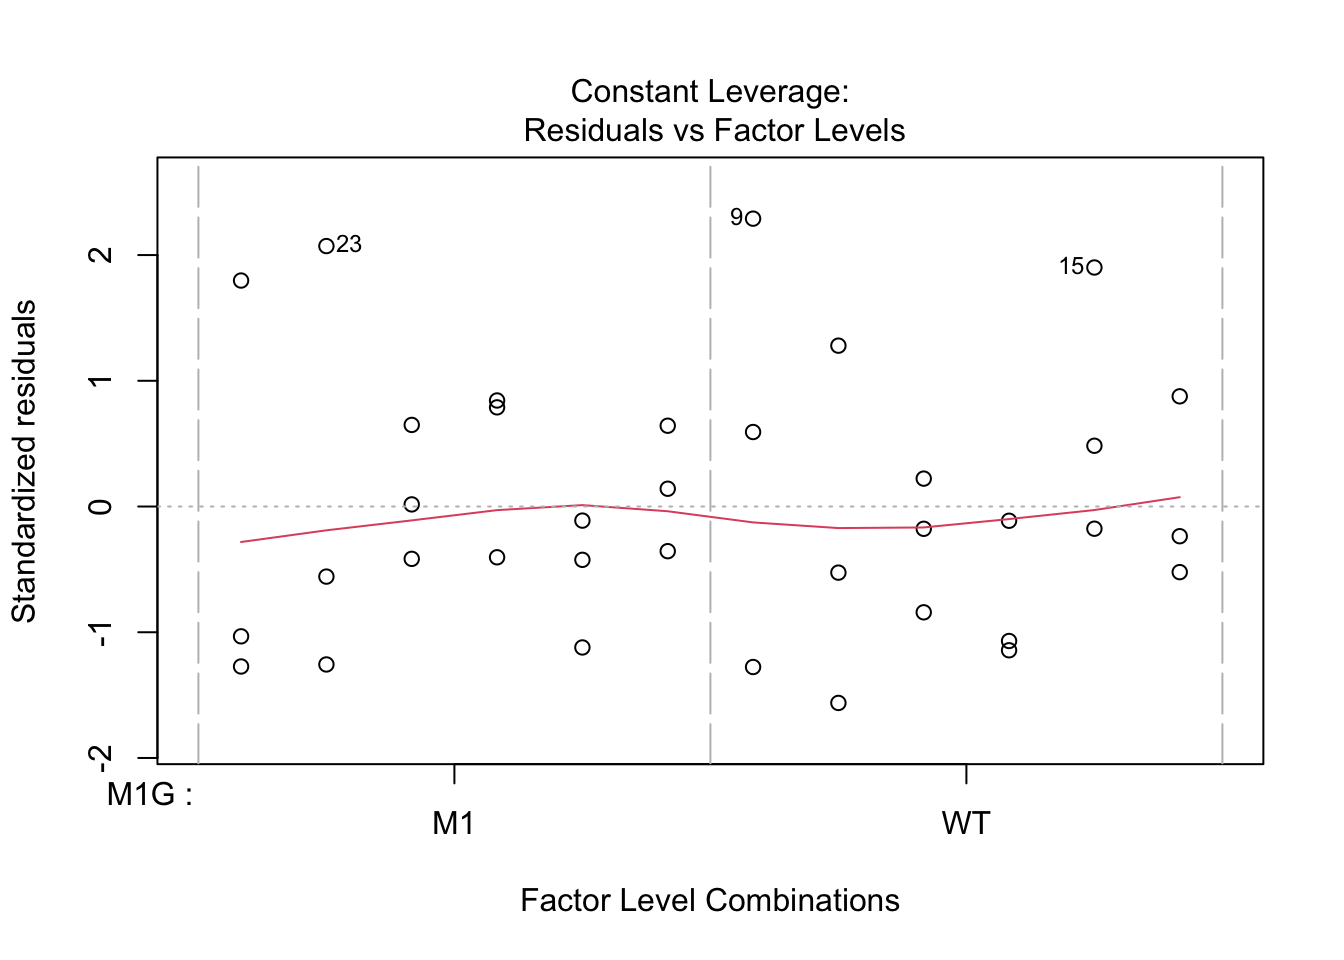 Constant Leverage:
Residuals vs Factor Levels
Standardized residuals
2
1
0
-1
-2
23
9
15
M1G :
M1
WT
Factor Level Combinations